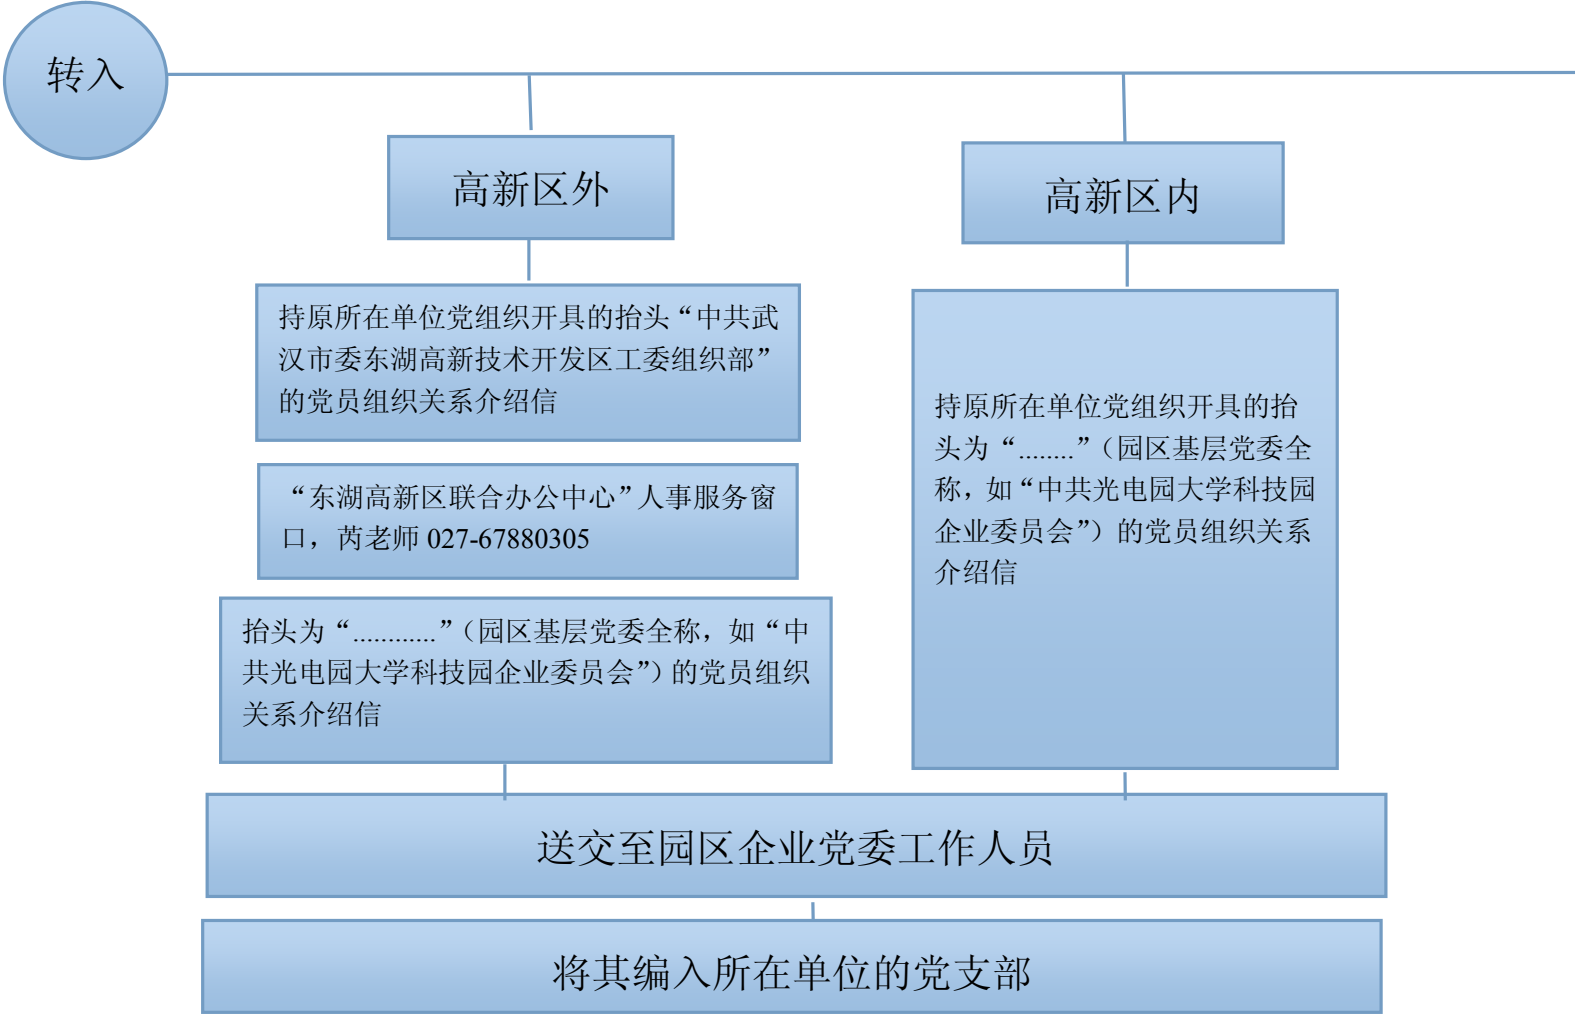 转入
高新区外
持原所在单位党组织开具的抬头“中共武
汉市委东湖高新技术开发区工委组织部”
的党员组织关系介绍信
“东湖高新区联合办公中心”人事服务窗
口，芮老师 027-67880305
抬头为“............”（园区基层党委全称，如“中
共光电园大学科技园企业委员会”）的党员组织
关系介绍信
高新区内
持原所在单位党组织开具的抬
头为“........”（园区基层党委全
称，如“中共光电园大学科技园
企业委员会”）的党员组织关系
介绍信
送交至园区企业党委工作人员
将其编入所在单位的党支部